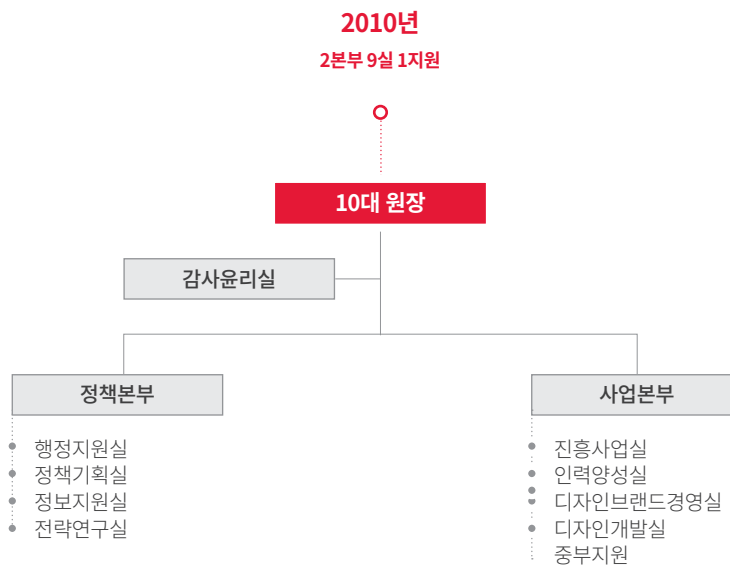 2010년
2본부 9실 1지원
10대 원장
감사윤리실
정책본부
행정지원실
정책기획실
정보지원실
전략연구실
사업본부
진흥사업실
인력양성실
디자인브랜드경영실
디자인개발실
중부지원